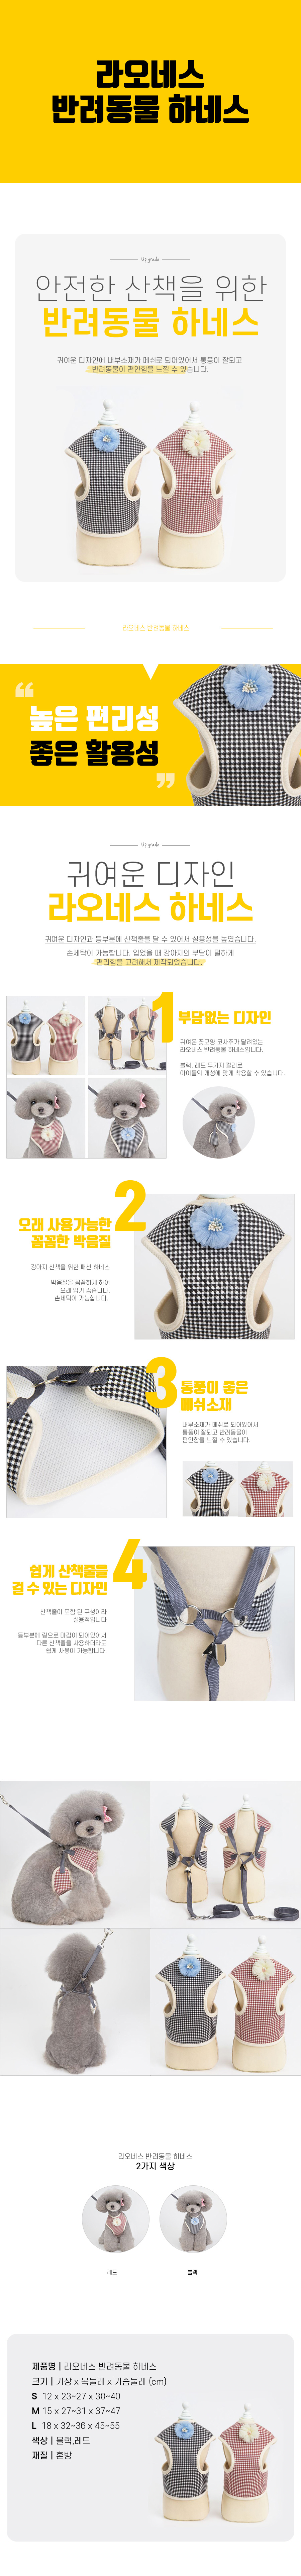 라오네스
반려동물 하네스
Up grade
안전한 산책을 위한
반려동물 하네스
귀여운 디자인에 내부소재가 메쉬로 되어있어서 통풍이 잘되고
반려동물이 편안함을 느낄 수 있습니다.
라오네스 반려동물 하네스
높은 편리성
좋은 활용성
Up grade
귀여운 디자인
라오네스 하네스
귀여운 디자인과 등부분에 산책줄을 달 수 있어서 실용성을 높였습니다.
손세탁이 가능합니다. 입었을 때 강아지의 부담이 덜하게
편리함을 고려해서 제작되었습니다.
1
부담없는 디자인
귀여운 꽃모양 코사주가 달려있는
라오네스 반려동물 하네스입니다.
블랙, 레드 두가지 컬러로
아이들의 개성에 맞게 착용할 수 있습니다.
2
오래 사용가능한
꼼꼼한 박음질
강아지 산책을 위한 패션 하네스
박음질을 꼼꼼하게 하여
오래 입기 좋습니다.
손세탁이 가능합니다.
3
통풍이 좋은
메쉬소재
내부소재가 메쉬로 되어있어서
통풍이 잘되고 반려동물이
편안함을 느낄 수 있습니다.
4
쉽게 산책줄을
걸 수 있는 디자인
산책줄이 포함 된 구성이라
실용적입니다
등부분에 링으로 마감이 되어있어서
다른 산책줄을 사용하더라도
쉽게 사용이 가능합니다.
라오네스 반려동물 하네스
2가지 색상
레드
블랙
제품명 | 라오네스 반려동물 하네스
크기 | 기장 x 목둘레 x 가슴둘레 (cm)
S 12 x 23~27 x 30~40
M 15 x 27~31 x 37~47
L 18 x 32~36 x 45~55
색상 | 블랙,레드
재질 | 혼방